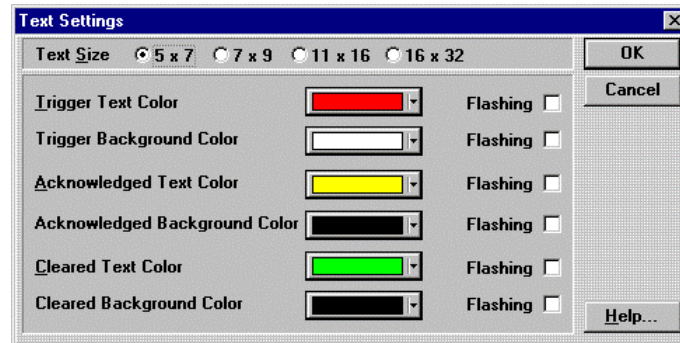 Text Settings
Text Size 5 x 7 7 x 9 11 x 16 16 x 32
OK
Cancel
Trigger Text Color Flashing
Trigger Background Color Flashing
Acknowledged Text Color Flashing
Acknowledged Background Color Flashing
Cleared Text Color Flashing
Cleared Background Color Flashing
Help...